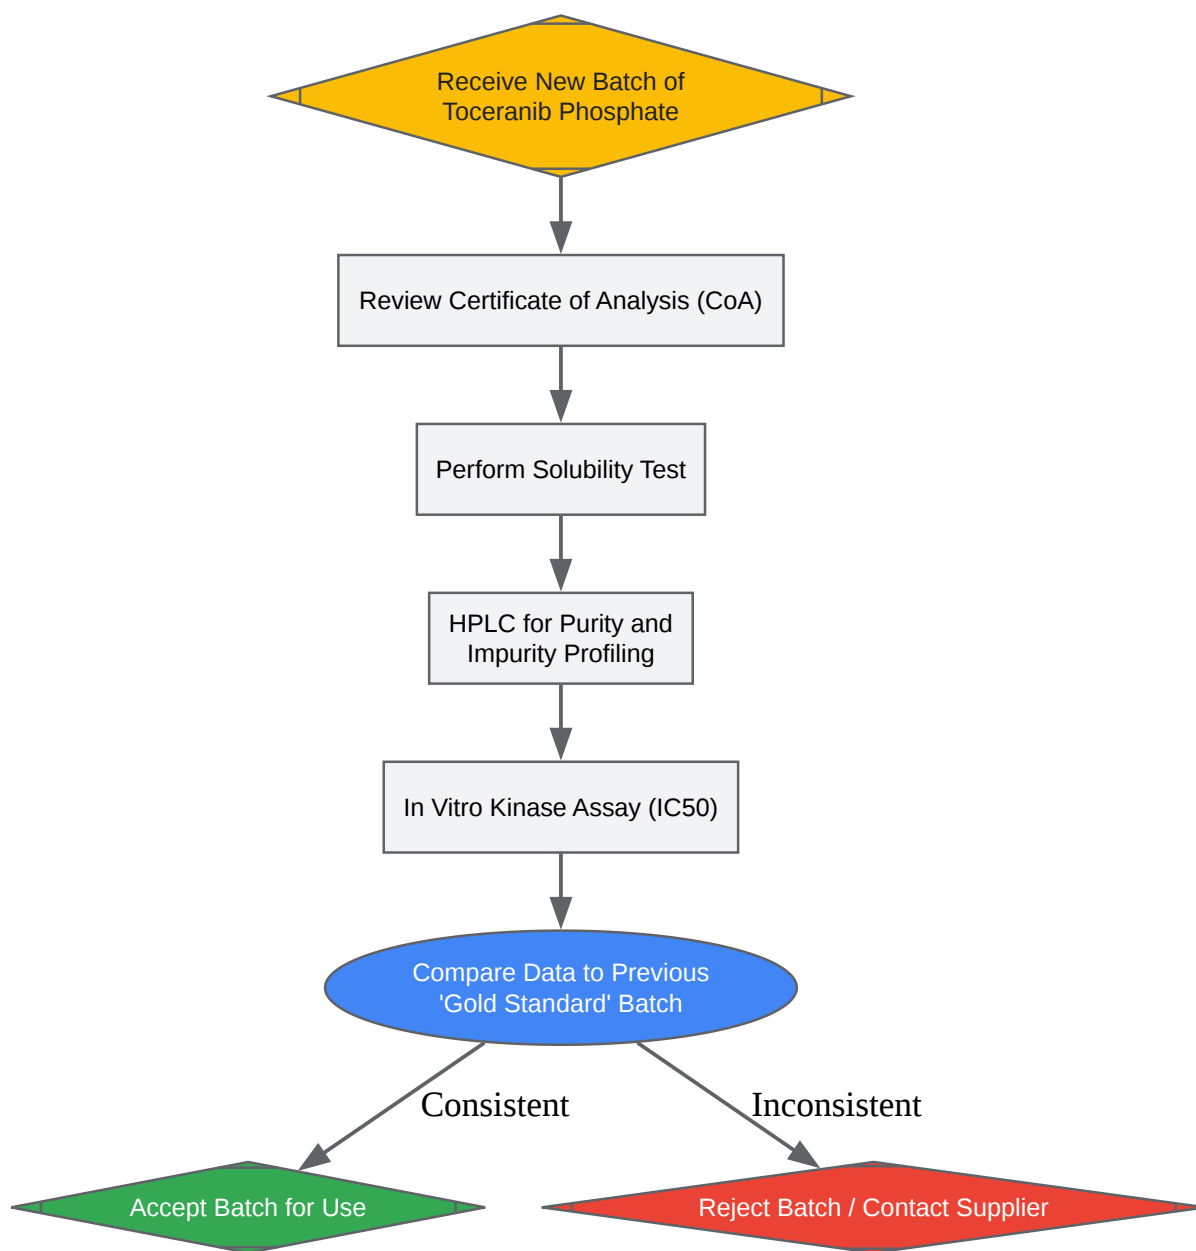 Receive New Batch of
Toceranib Phosphate
Review Certificate of Analysis (CoA)
Perform Solubility Test
HPLC for Purity and
Impurity Profiling
In Vitro Kinase Assay (IC50)
Compare Data to Previous
'Gold Standard' Batch
Consistent
Inconsistent
Accept Batch for Use
Reject Batch / Contact Supplier